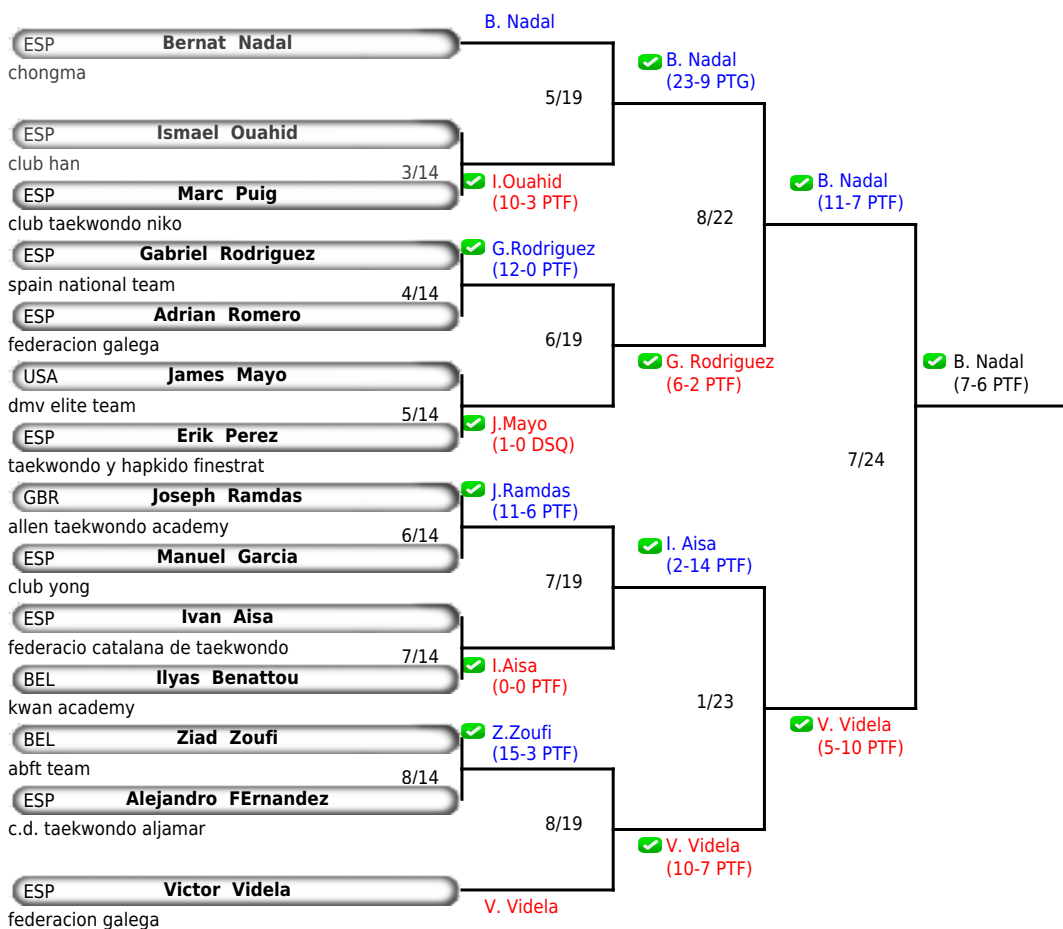 B. Nadal
ESP Bernat Nadal
chongma
B. Nadal
(23-9 PTG)
5/19
ESP Ismael Ouahid
club han
3/14
I.Ouahid
(10-3 PTF)
ESP Marc Puig
club taekwondo niko
B. Nadal
(11-7 PTF)
8/22
ESP Gabriel Rodriguez
spain national team
G.Rodriguez
(12-0 PTF)
4/14
ESP Adrian Romero
federacion galega
6/19
G. Rodriguez
(6-2 PTF)
B. Nadal
(7-6 PTF)
USA James Mayo
dmv elite team
5/14
J.Mayo
(1-0 DSQ)
ESP Erik Perez
taekwondo y hapkido finestrat
7/24
GBR Joseph Ramdas
allen taekwondo academy
J.Ramdas
(11-6 PTF)
6/14
ESP Manuel Garcia
club yong
I. Aisa
(2-14 PTF)
7/19
ESP Ivan Aisa
federacio catalana de taekwondo
7/14
I.Aisa
(0-0 PTF)
BEL Ilyas Benattou
kwan academy
1/23
V. Videla
(5-10 PTF)
BEL Ziad Zoufi
abft team
Z.Zoufi
(15-3 PTF)
8/14
ESP Alejandro FErnandez
c.d. taekwondo aljamar
8/19
V. Videla
(10-7 PTF)
ESP Victor Videla
federacion galega
V. Videla